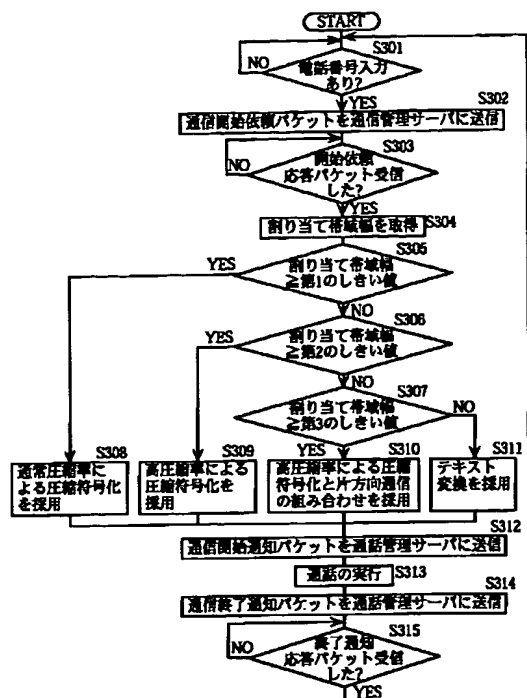 START
S301
NO
電話番号入力
あり?
YES
S302
通信開始依頼パケットを通信管理サーバに送信
S303
NO
開始依頼
応答パケット受信
した?
YES
S304
割り当て帯域幅を取得
S305
YES
割り当て帯域幅
≧第1のしきい値
NO
S306
YES
割り当て帯域幅
≧第2のしきい値
NO
S307
割り当て帯域幅
≧第3のしきい値
NO
YES
S308
通常圧縮率に
よる圧縮符号化
を採用
S309
高圧縮率による
圧縮符号化を
採用
S310
高圧縮率による圧縮
符号化と片方向通信
の組み合わせを採用
S311
テキスト
変換を採用
S312
通信開始通知パケットを通話管理サーバに送信
S313
通話の実行
S314
通信終了通知パケットを通話管理サーバに送信
S315
NO
終了通知
応答パケット受信
した?
YES